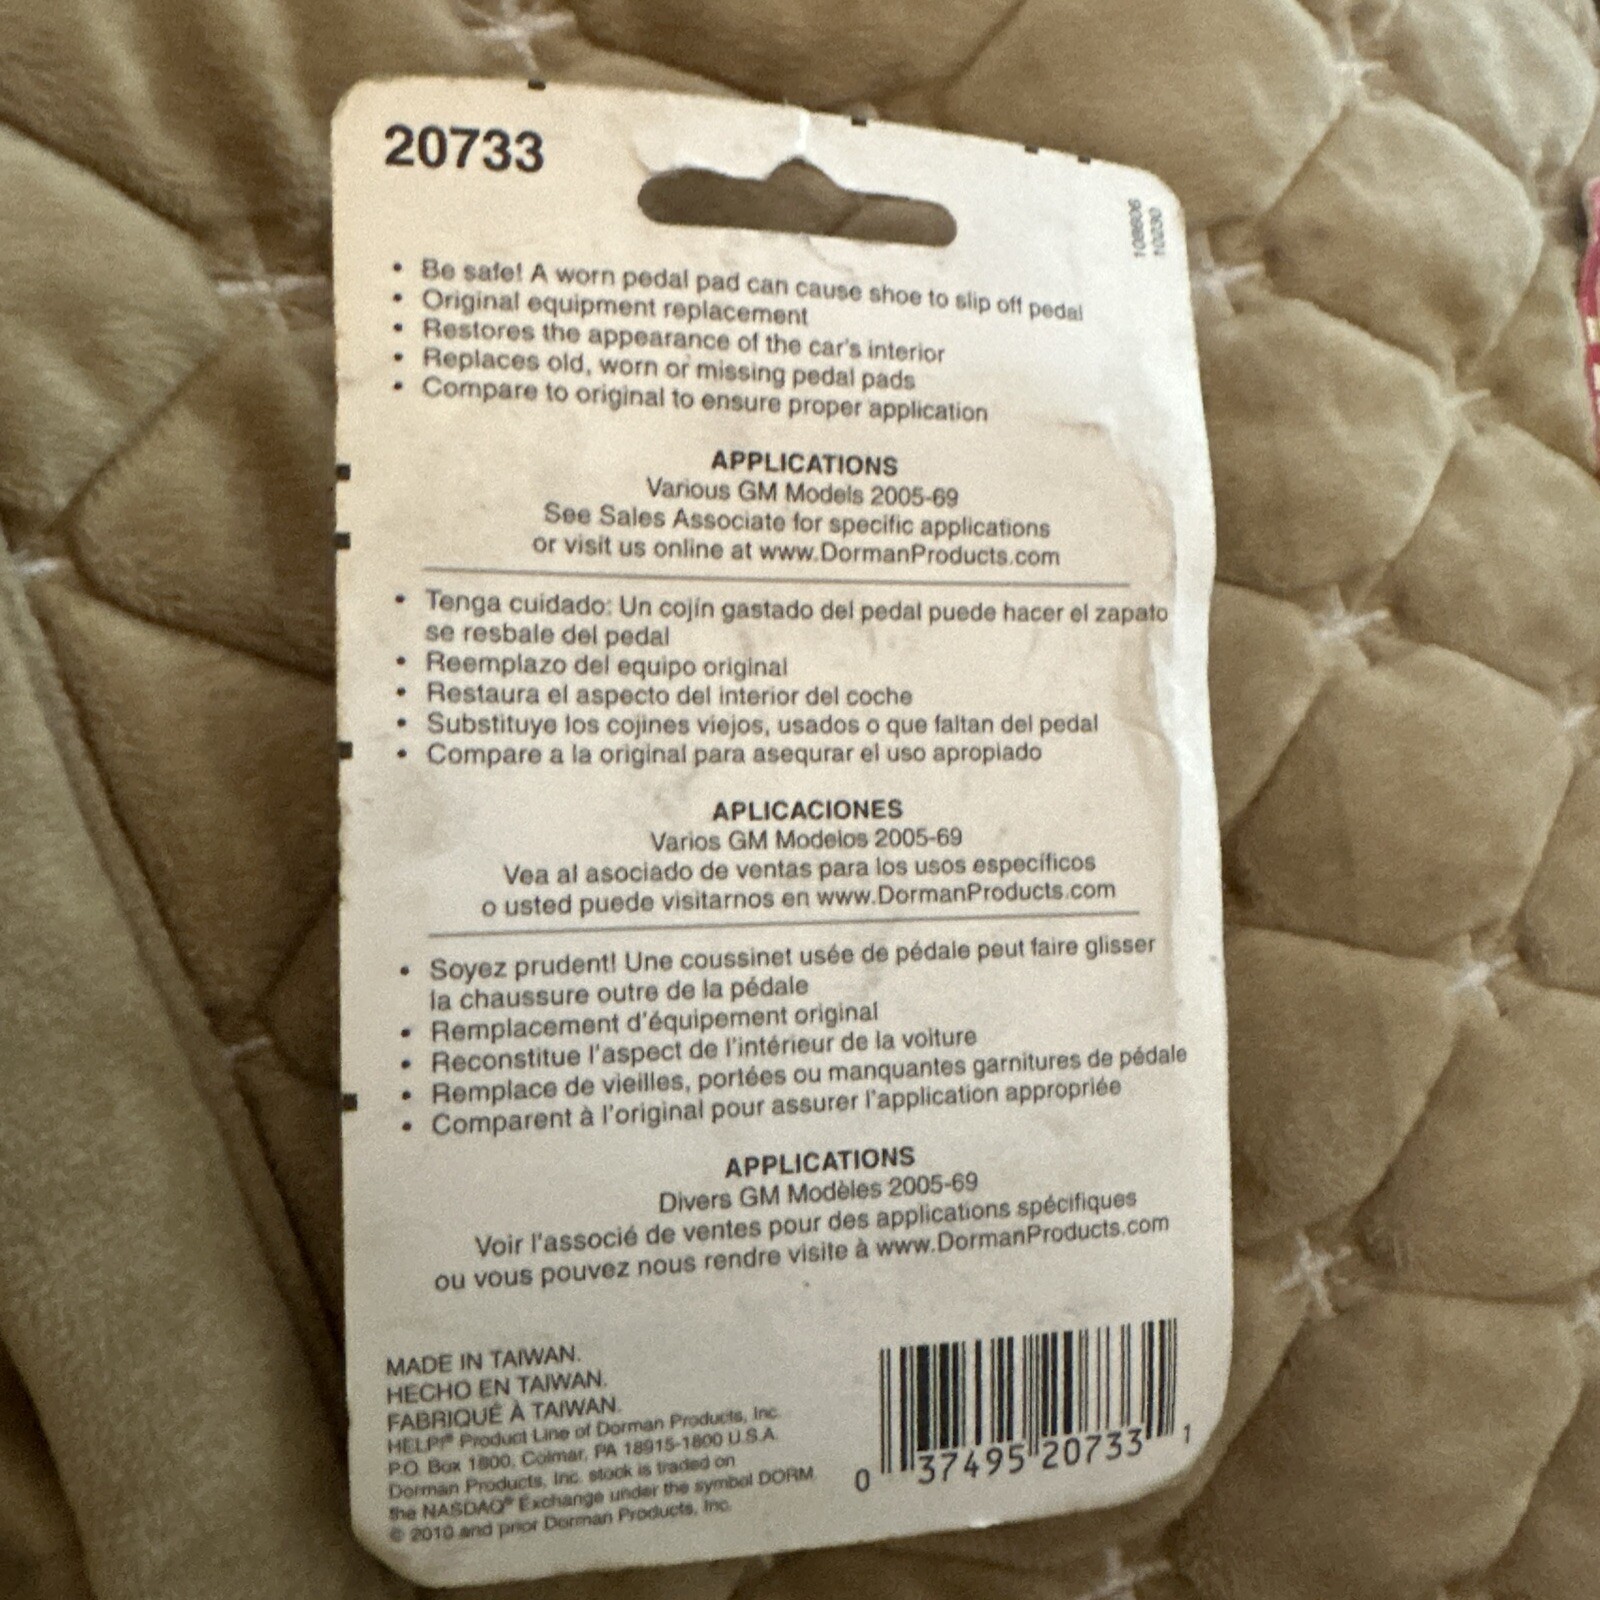 20733
108606
10230
• Be safe! A worn pedal pad can cause shoe to slip off pedal
• Original equipment replacement
• Restores the appearance of the car's interior
• Replaces old, worn or missing pedal pads
• Compare to original to ensure proper application
APPLICATIONS
Various GM Models 2005-69
See Sales Associate for specific applications
or visit us online at www.DormanProducts.com
• Tenga cuidado: Un cojín gastado del pedal puede hacer el zapato
se resbale del pedal
• Reemplazo del equipo original
• Restaura el aspecto del interior del coche
• Substituye los cojines viejos, usados o que faltan del pedal
• Compare a la original para asequrar el uso apropiado
APLICACIONES
Varios GM Modelos 2005-69
Vea al asociado de ventas para los usos específicos
o usted puede visitarnos en www.DormanProducts.com
• Soyez prudent! Une coussinet usée de pédale peut faire glisser
la chaussure outre de la pédale
• Remplacement d'équipement original
• Reconstitue l'aspect de l'intérieur de la voiture
• Remplace de vieilles, portées ou manquantes garnitures de pédale
• Comparent à l'original pour assurer l'application appropriée
APPLICATIONS
Divers GM Modèles 2005-69
Voir l'associé de ventes pour des applications spécifiques
ou vous pouvez nous rendre visite à www.DormanProducts.com
MADE IN TAIWAN.
HECHO EN TAIWAN.
FABRIQUÉ À TAIWAN.
HELP!® Product Line of Dorman Products, Inc.
P.O. Box 1800, Colmar, PA 18915-1800 U.S.A.
Dorman Products, Inc. stock is traded on
the NASDAQ® Exchange under the symbol DORM.
© 2010 and prior Dorman Products, Inc.
0 37495 20733 1